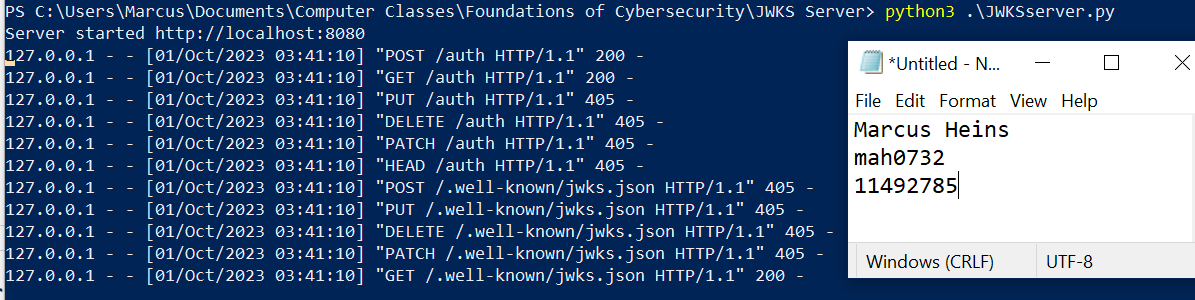 PS C:\Users\Marcus\Documents\Computer Classes\Foundations of Cybersecurity\JWKS Server> python3 .\JWKSserver.py
Server started http://localhost:8080
127.0.0.1 - - [01/Oct/2023 03:41:10] "POST /auth HTTP/1.1" 200 -
127.0.0.1 - - [01/Oct/2023 03:41:10] "GET /auth HTTP/1.1" 200 -
127.0.0.1 - - [01/Oct/2023 03:41:10] "PUT /auth HTTP/1.1" 405 -
127.0.0.1 - - [01/Oct/2023 03:41:10] "DELETE /auth HTTP/1.1" 405 -
127.0.0.1 - - [01/Oct/2023 03:41:10] "PATCH /auth HTTP/1.1" 405 -
127.0.0.1 - - [01/Oct/2023 03:41:10] "HEAD /auth HTTP/1.1" 405 -
127.0.0.1 - - [01/Oct/2023 03:41:10] "POST /.well-known/jwks.json HTTP/1.1" 405 -
127.0.0.1 - - [01/Oct/2023 03:41:10] "PUT /.well-known/jwks.json HTTP/1.1" 405 -
127.0.0.1 - - [01/Oct/2023 03:41:10] "DELETE /.well-known/jwks.json HTTP/1.1" 405 -
127.0.0.1 - - [01/Oct/2023 03:41:10] "PATCH /.well-known/jwks.json HTTP/1.1" 405 -
127.0.0.1 - - [01/Oct/2023 03:41:10] "GET /.well-known/jwks.json HTTP/1.1" 200 -
*Untitled - N...
File Edit Format View Help
Marcus Heins
mah0732
11492785
Windows (CRLF) UTF-8